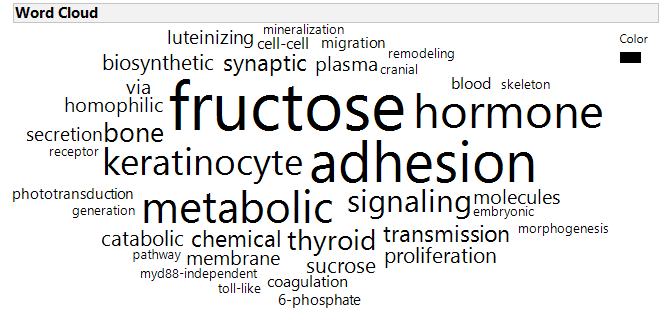 Word Cloud
mineralization
luteinizing cell-cell migration
Color
biosynthetic synaptic plasma remodeling
cranial
via fructose blood skeleton
homophilic hormone
secretion bone
receptor keratinocyte adhesion
phototransduction metabolic signaling molecules
generation embryonic
catabolic chemical thyroid transmission morphogenesis
pathway membrane proliferation
myd88-independent sucrose
toll-like coagulation
6-phosphate